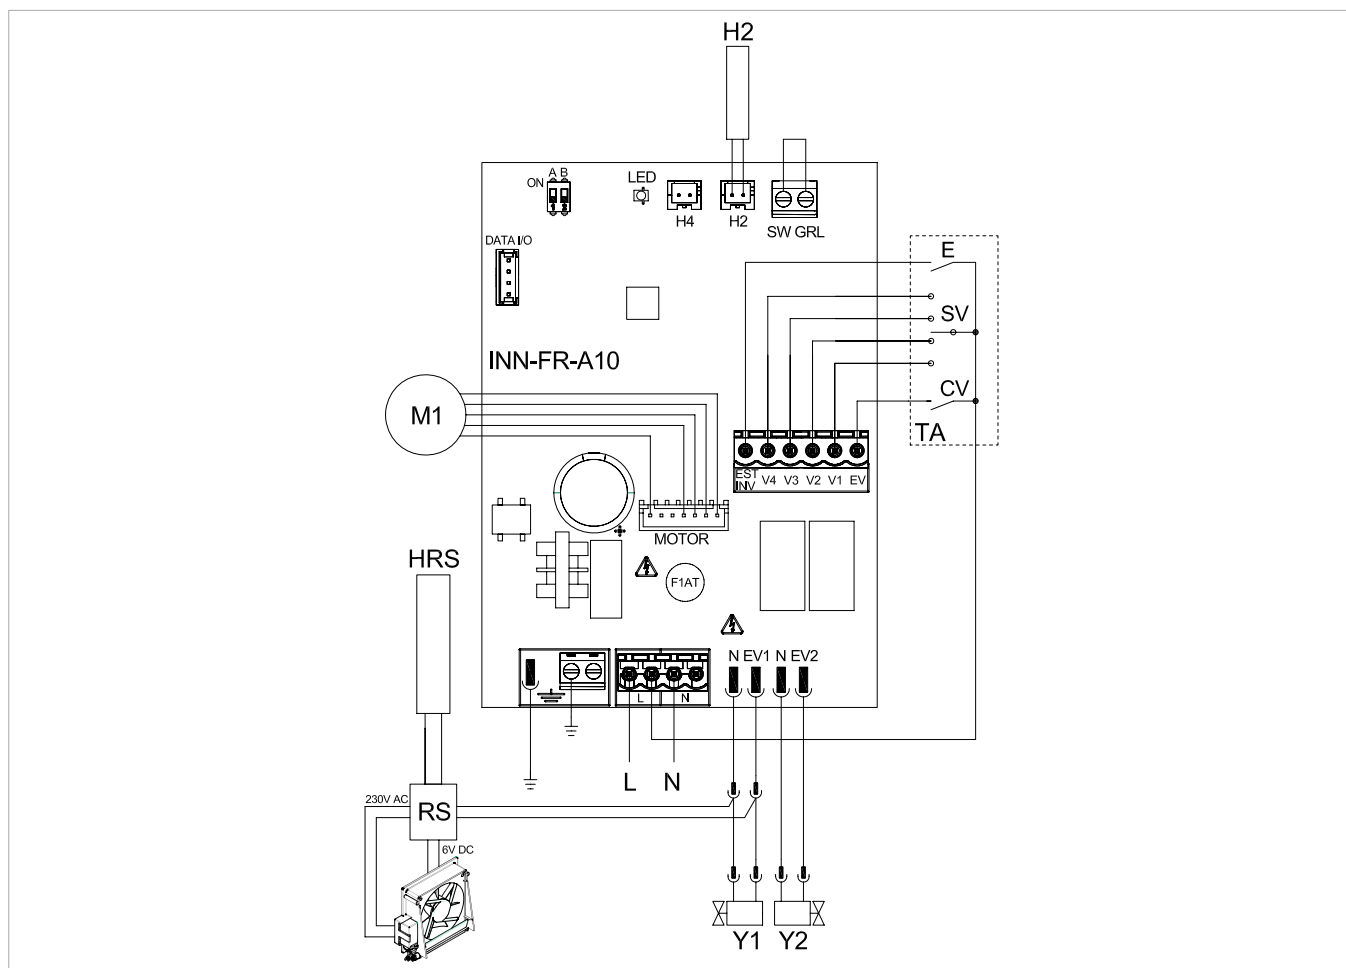 H2
A B
ON
1 2
LED
H4
H2
SW GRL
DATA I/O
E
SV
CV
TA
INN-FR-A10
M1
EST INV
V4
V3
V2
V1
EV
MOTOR
HRS
F1AT
N EV1 N EV2
L
N
L
N
230V AC
RS
6V DC
Y1
Y2